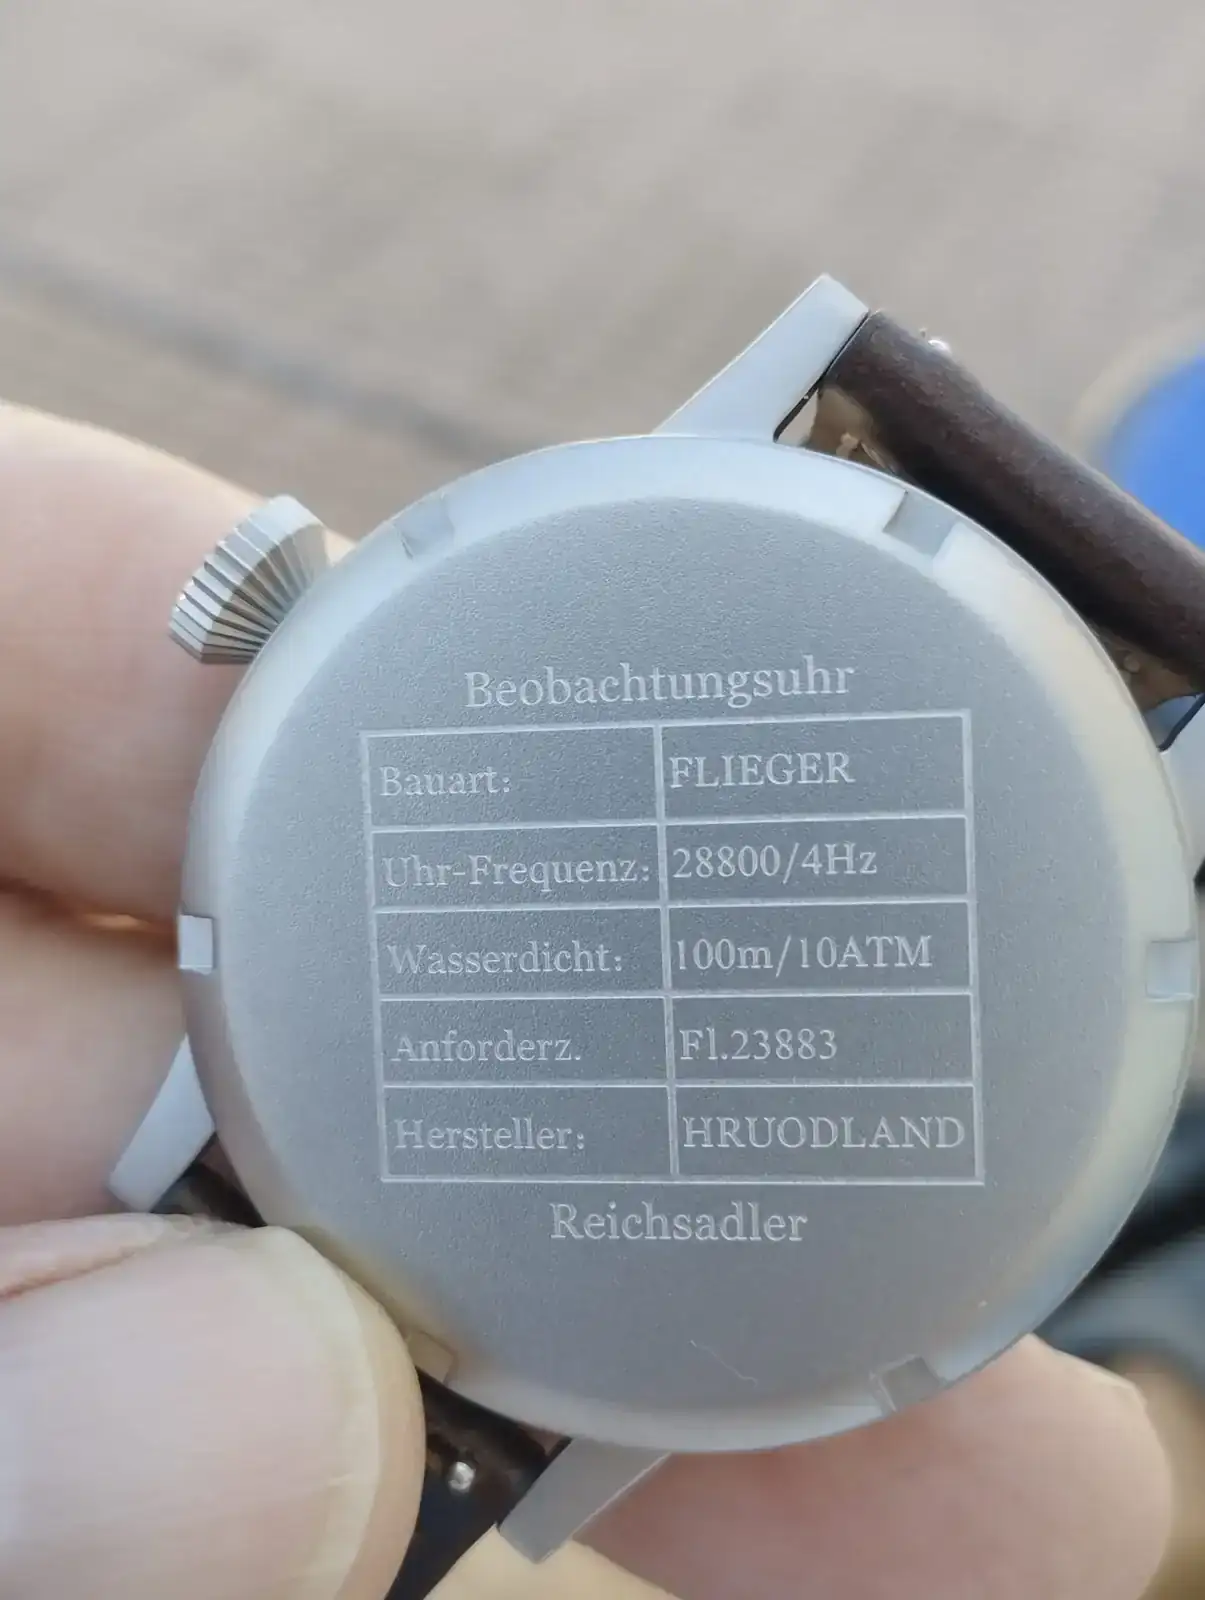 Beobachtungsuhr
Bauart: FLIEGER
Uhr-Frequenz: 28800/4Hz
Wasserdicht: 100m/10ATM
Anforderz. Fl.23883
Hersteller: HRUODLAND
Reichsadler